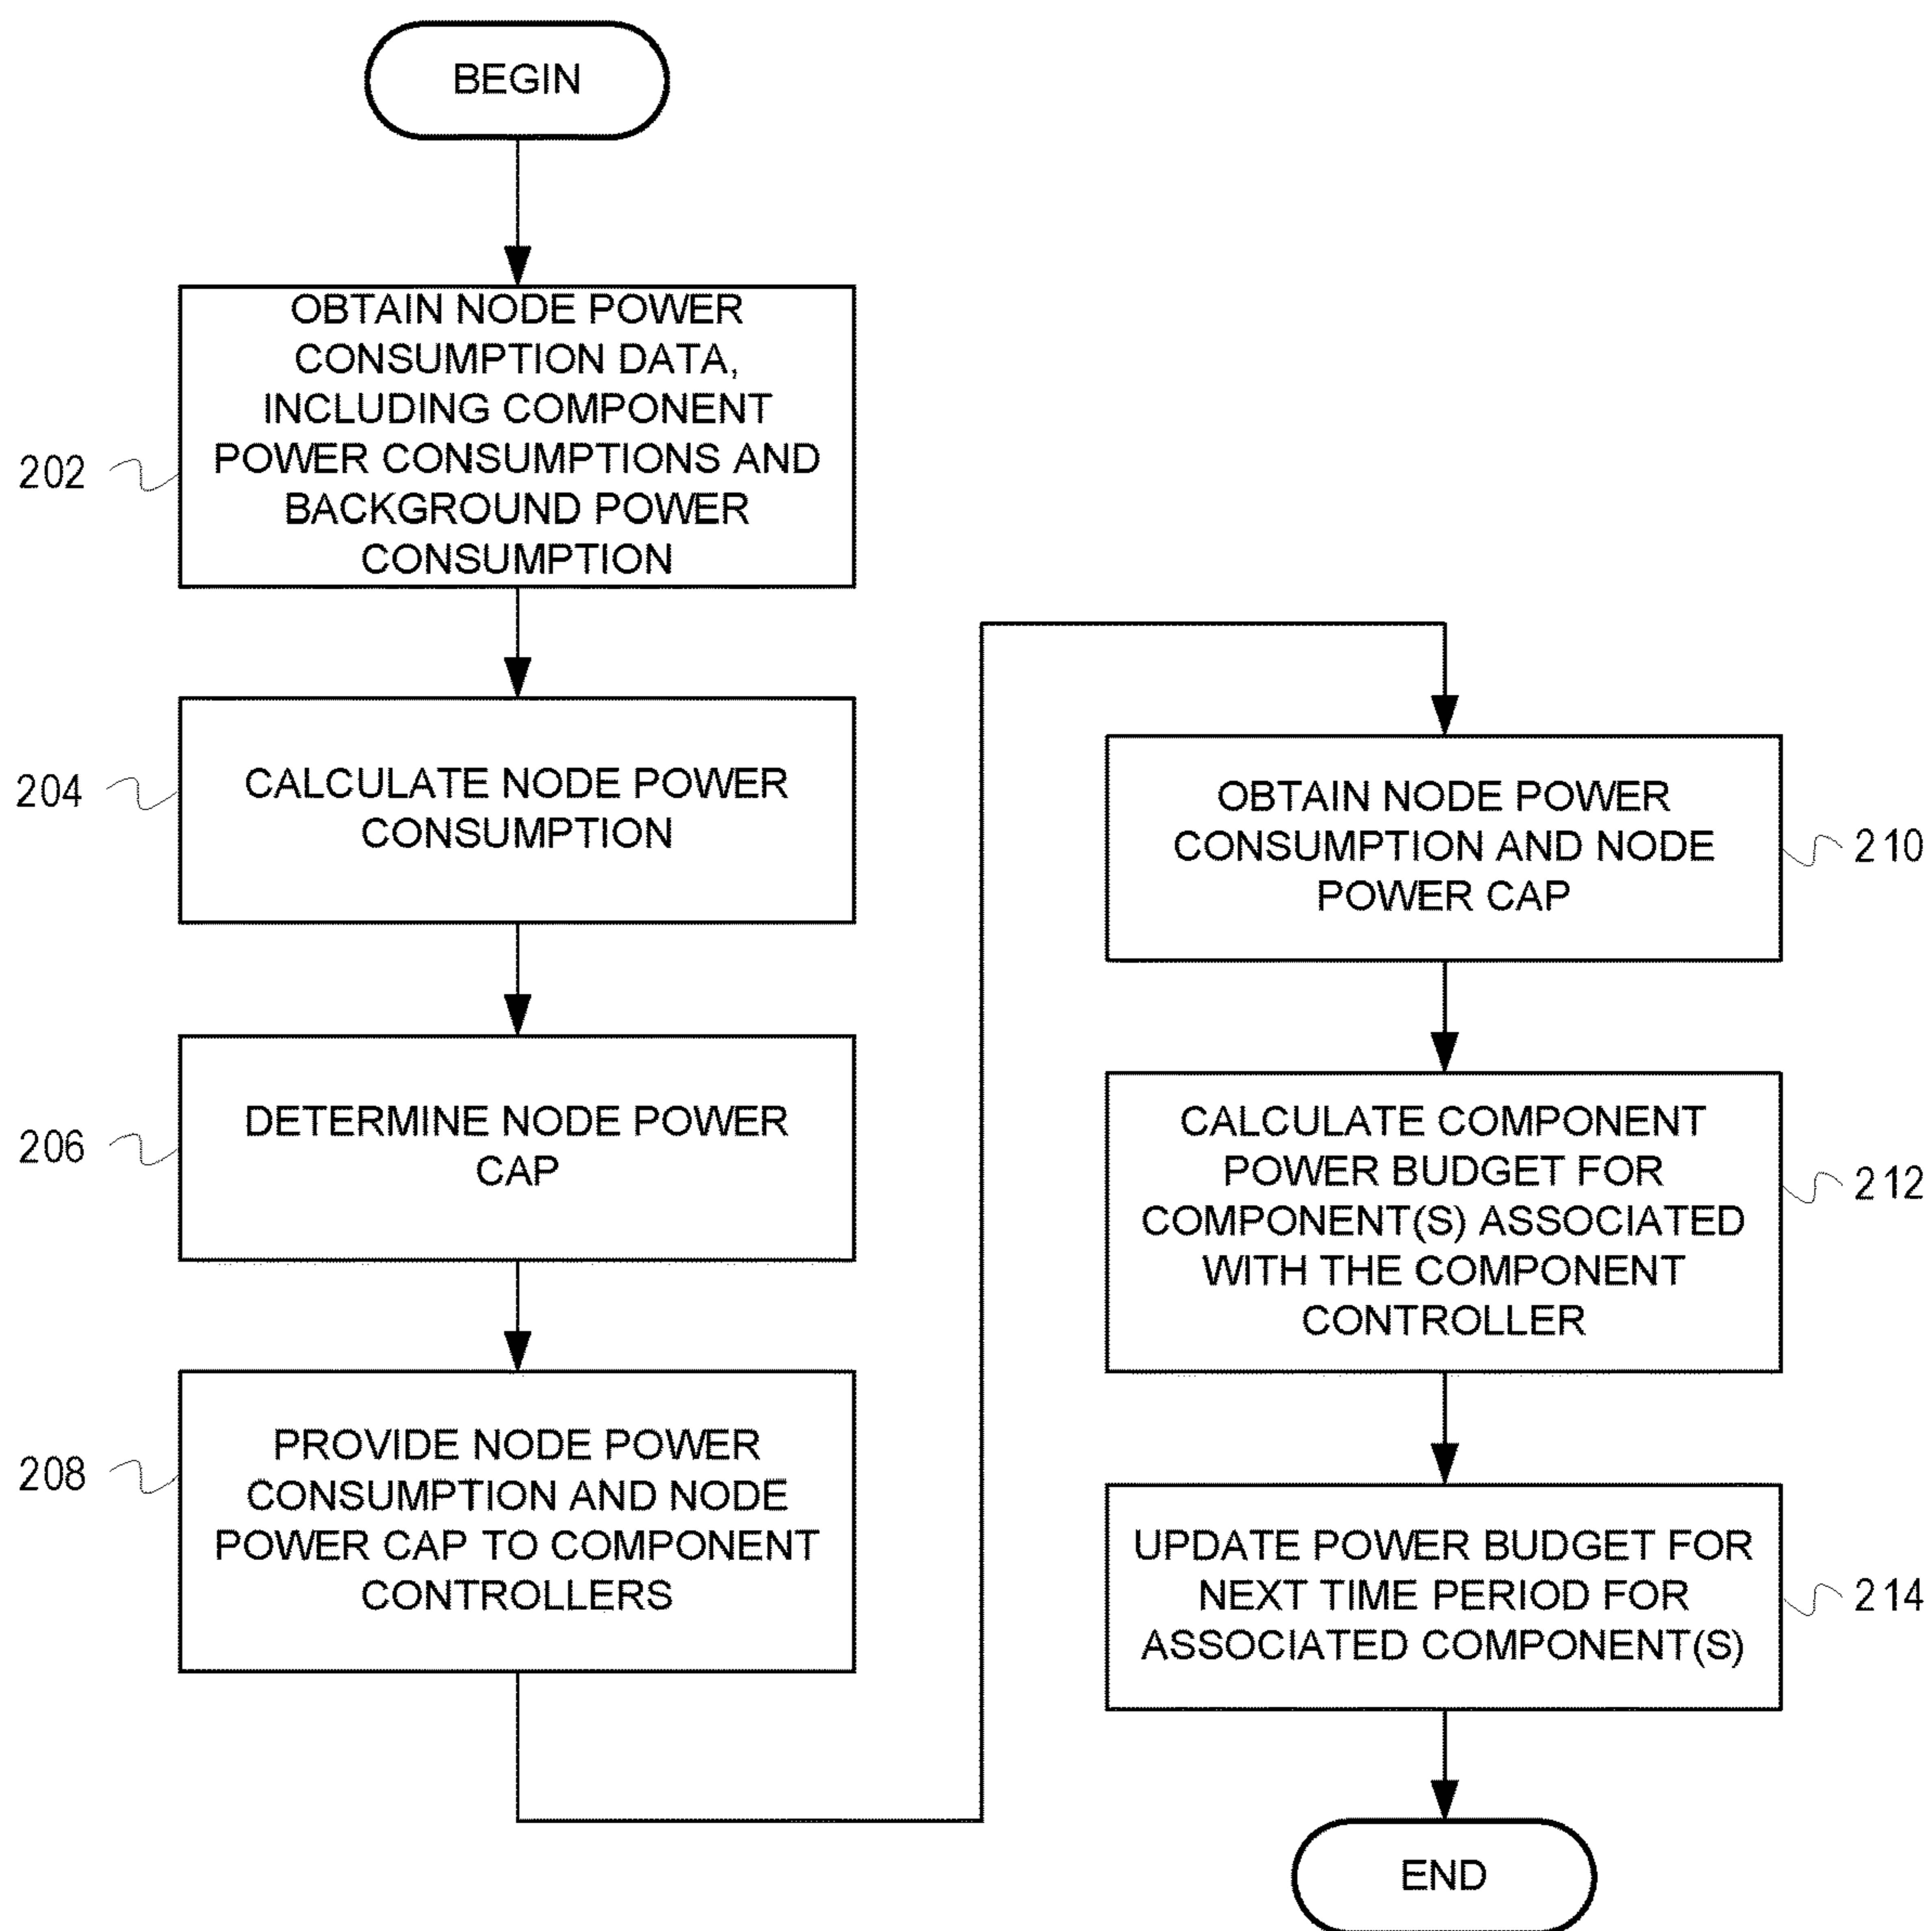 BEGIN
OBTAIN NODE POWER
CONSUMPTION DATA,
INCLUDING COMPONENT
POWER CONSUMPTIONS AND
BACKGROUND POWER
CONSUMPTION
202
CALCULATE NODE POWER
CONSUMPTION
204
DETERMINE NODE POWER
CAP
206
PROVIDE NODE POWER
CONSUMPTION AND NODE
POWER CAP TO COMPONENT
CONTROLLERS
208
OBTAIN NODE POWER
CONSUMPTION AND NODE
POWER CAP
210
CALCULATE COMPONENT
POWER BUDGET FOR
COMPONENT(S) ASSOCIATED
WITH THE COMPONENT
CONTROLLER
212
UPDATE POWER BUDGET FOR
NEXT TIME PERIOD FOR
ASSOCIATED COMPONENT(S)
214
END